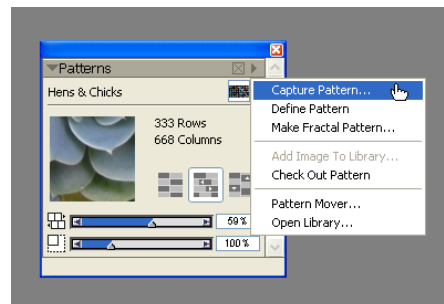 Patterns
Hens & Chicks
333 Rows
668 Columns
59%
100%
Capture Pattern...
Define Pattern
Make Fractal Pattern...
Add Image To Library...
Check Out Pattern
Pattern Mover...
Open Library...